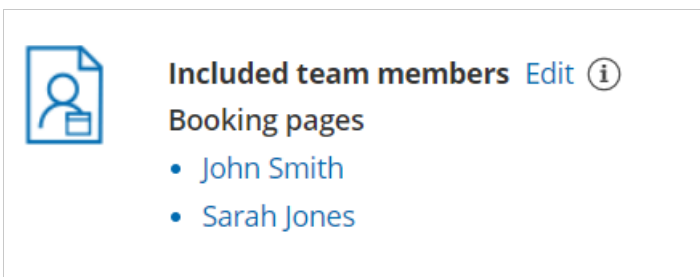 Included team members Edit
Booking pages
John Smith
Sarah Jones